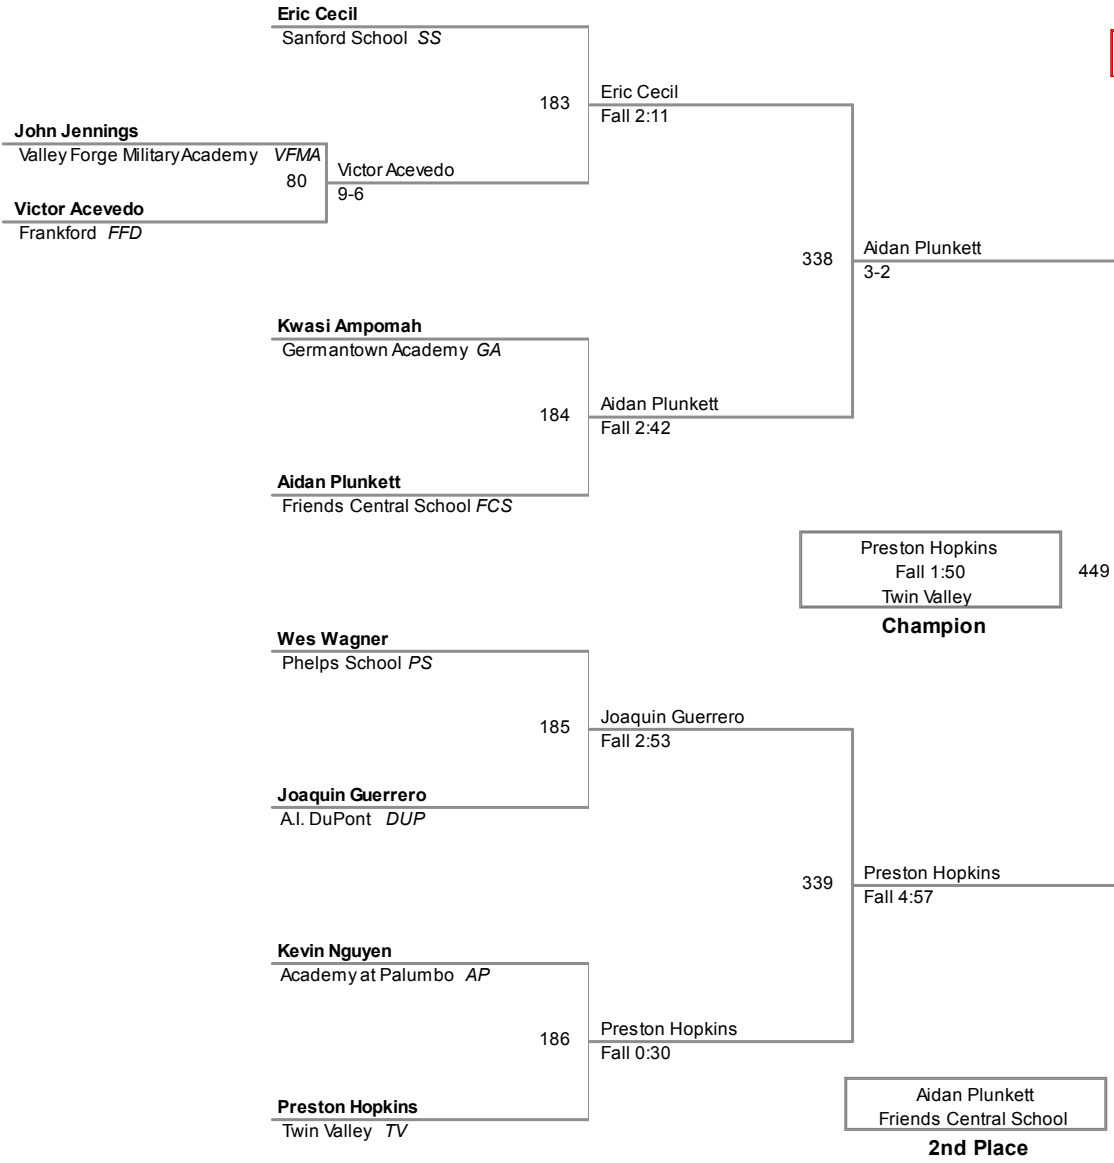 Eric Cecil
Sanford School SS
183
Eric Cecil
Fall 2:11
John Jennings
Valley Forge Military Academy VFMA
80
Victor Acevedo
9-6
Victor Acevedo
Frankford FFD
338
Aidan Plunkett
3-2
Kwasi Ampomah
Germantown Academy GA
184
Aidan Plunkett
Fall 2:42
Aidan Plunkett
Friends Central School FCS
Preston Hopkins
Fall 1:50
Twin Valley
449
Champion
Wes Wagner
Phelps School PS
185
Joaquin Guerrero
Fall 2:53
Joaquin Guerrero
A.I. DuPont DUP
339
Preston Hopkins
Fall 4:57
Kevin Nguyen
Academy at Palumbo AP
186
Preston Hopkins
Fall 0:30
Preston Hopkins
Twin Valley TV
Aidan Plunkett
Friends Central School
2nd Place